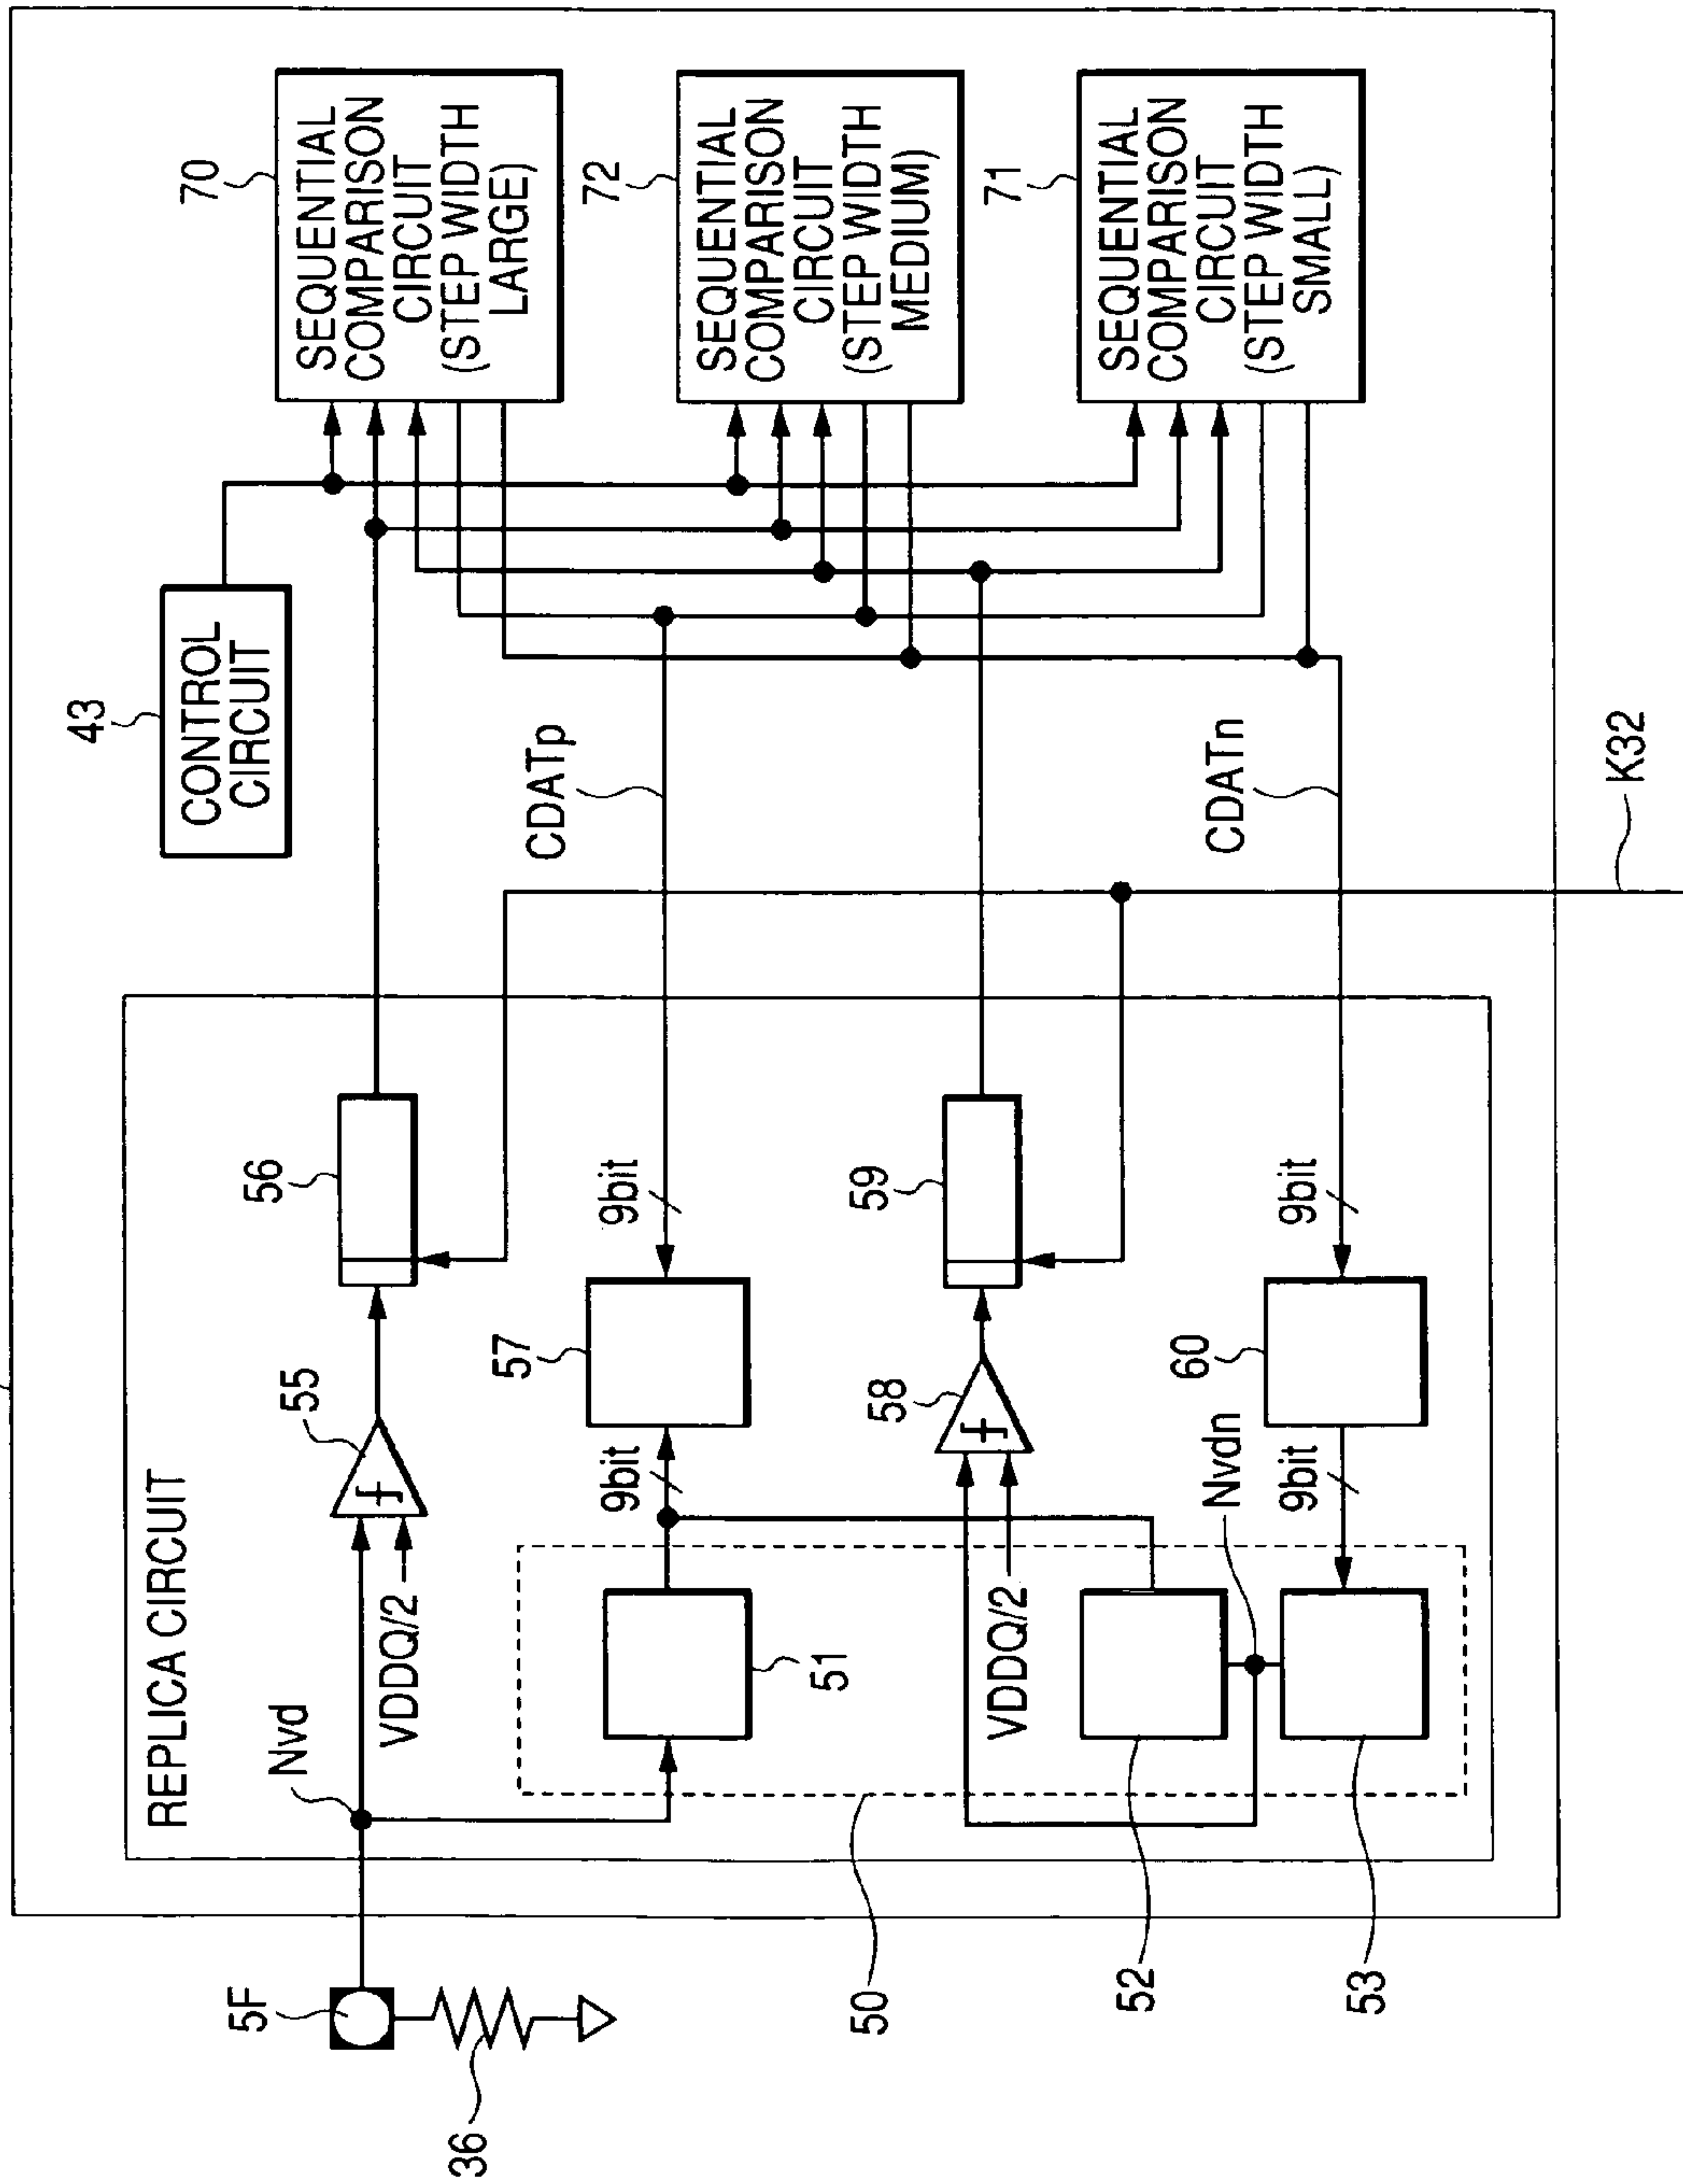 REPLICA CIRCUIT
5F
36
Nvd
55
VDDQ/2
56
43
CONTROL
CIRCUIT
70
SEQUENTIAL
COMPARISON
CIRCUIT
(STEP WIDTH
LARGE)
CDATp
9bit
57
9bit
51
72
SEQUENTIAL
COMPARISON
CIRCUIT
(STEP WIDTH
MEDIUM)
50
58
VDDQ/2
59
71
SEQUENTIAL
COMPARISON
CIRCUIT
(STEP WIDTH
SMALL)
52
Nvdn
CDATn
9bit
60
9bit
53
K32